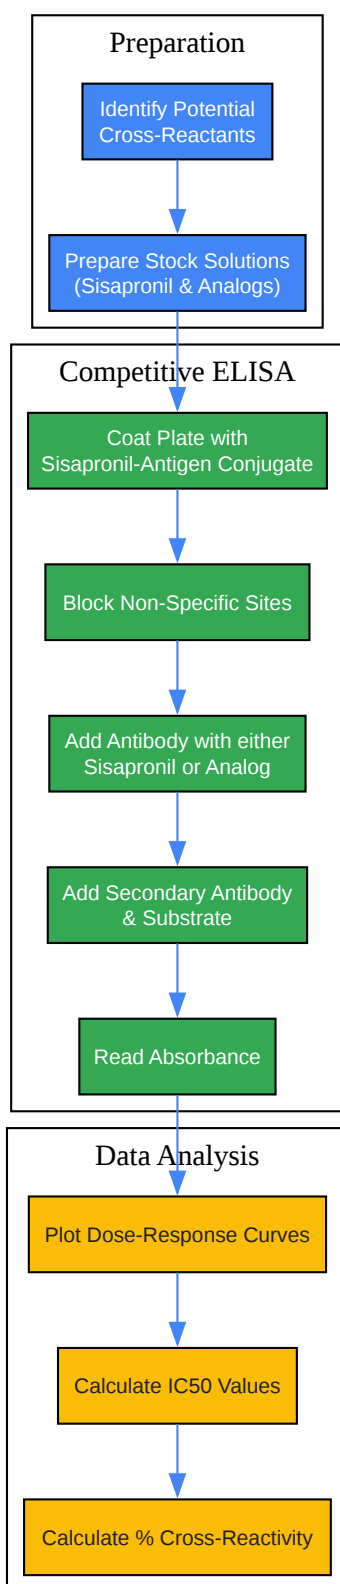 Preparation
Identify Potential
Cross-Reactants
Prepare Stock Solutions
(Sisapronil & Analogs)
Competitive ELISA
Coat Plate with
Sisapronil-Antigen Conjugate
Block Non-Specific Sites
Add Antibody with either
Sisapronil or Analog
Add Secondary Antibody
& Substrate
Read Absorbance
Data Analysis
Plot Dose-Response Curves
Calculate IC50 Values
Calculate % Cross-Reactivity